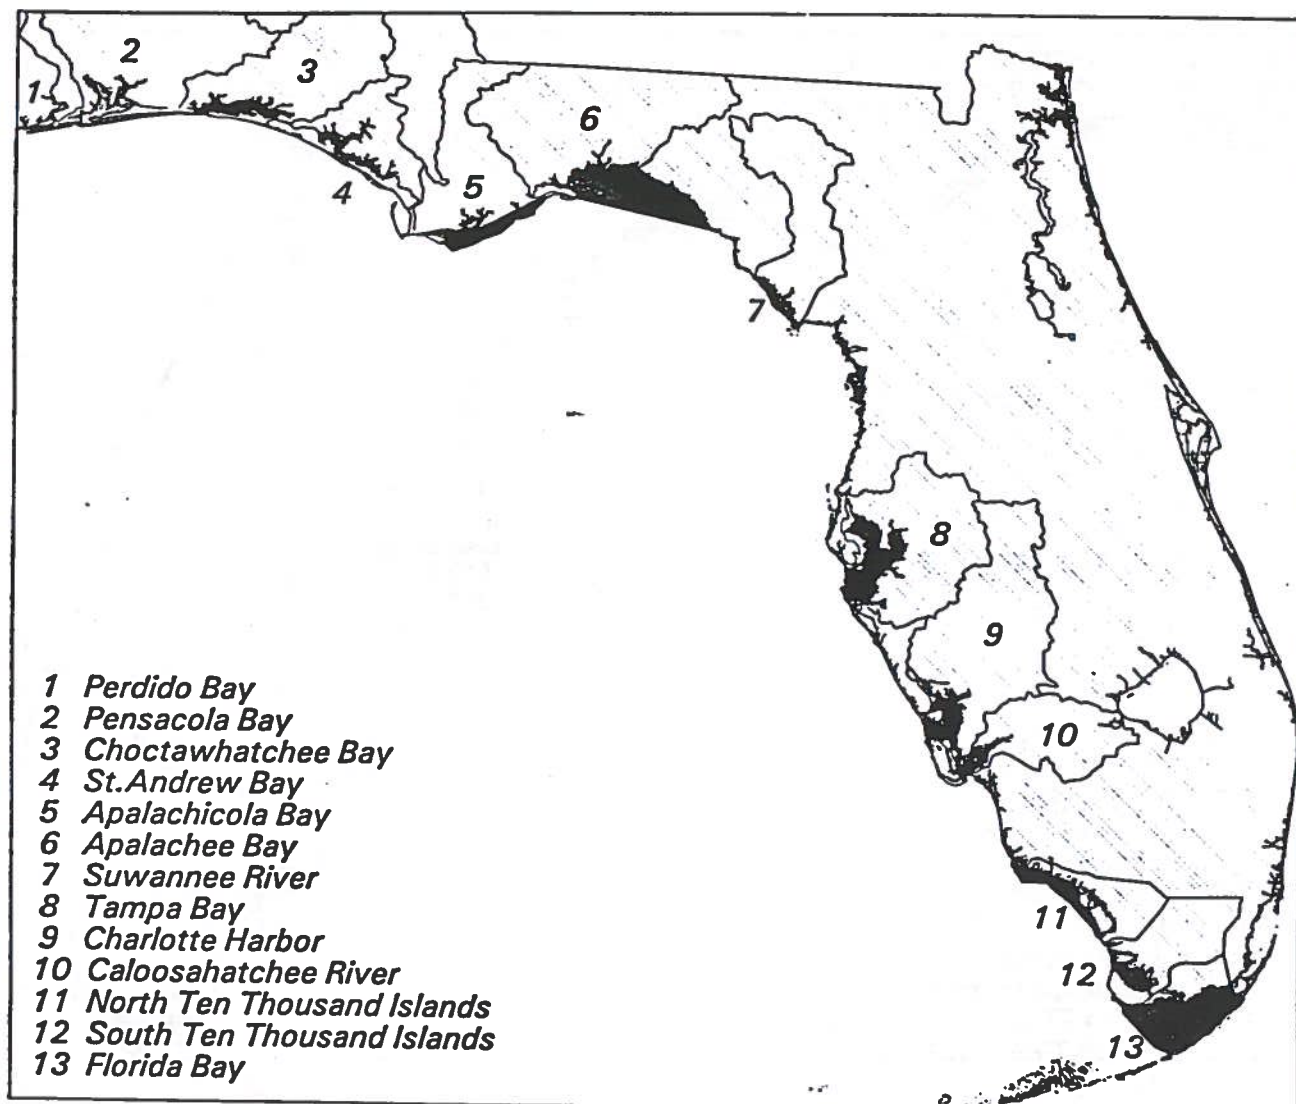 1
2
3
4
5
6
7
8
9
10
11
12
13
1 Perdido Bay
2 Pensacola Bay
3 Choctawhatchee Bay
4 St.Andrew Bay
5 Apalachicola Bay
6 Apalachee Bay
7 Suwannee River
8 Tampa Bay
9 Charlotte Harbor
10 Caloosahatchee River
11 North Ten Thousand Islands
12 South Ten Thousand Islands
13 Florida Bay